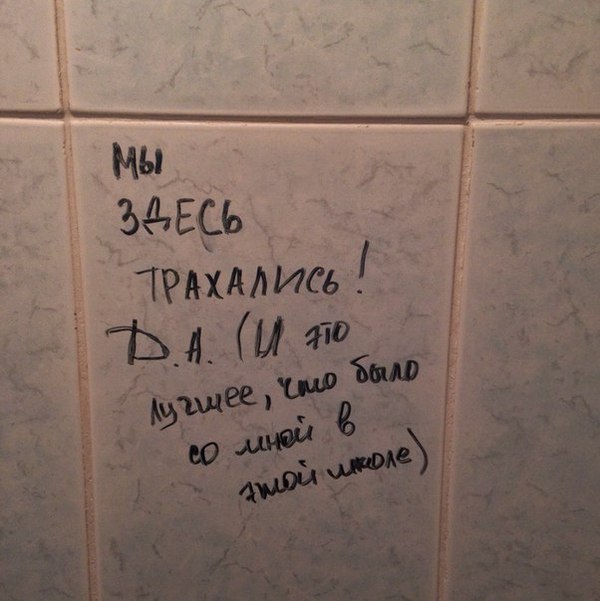 МЫ
ЗДЕСЬ
ТРАХАЛИСЬ!
D.A. (И это
лучшее, что было
со мной в
этой школе)